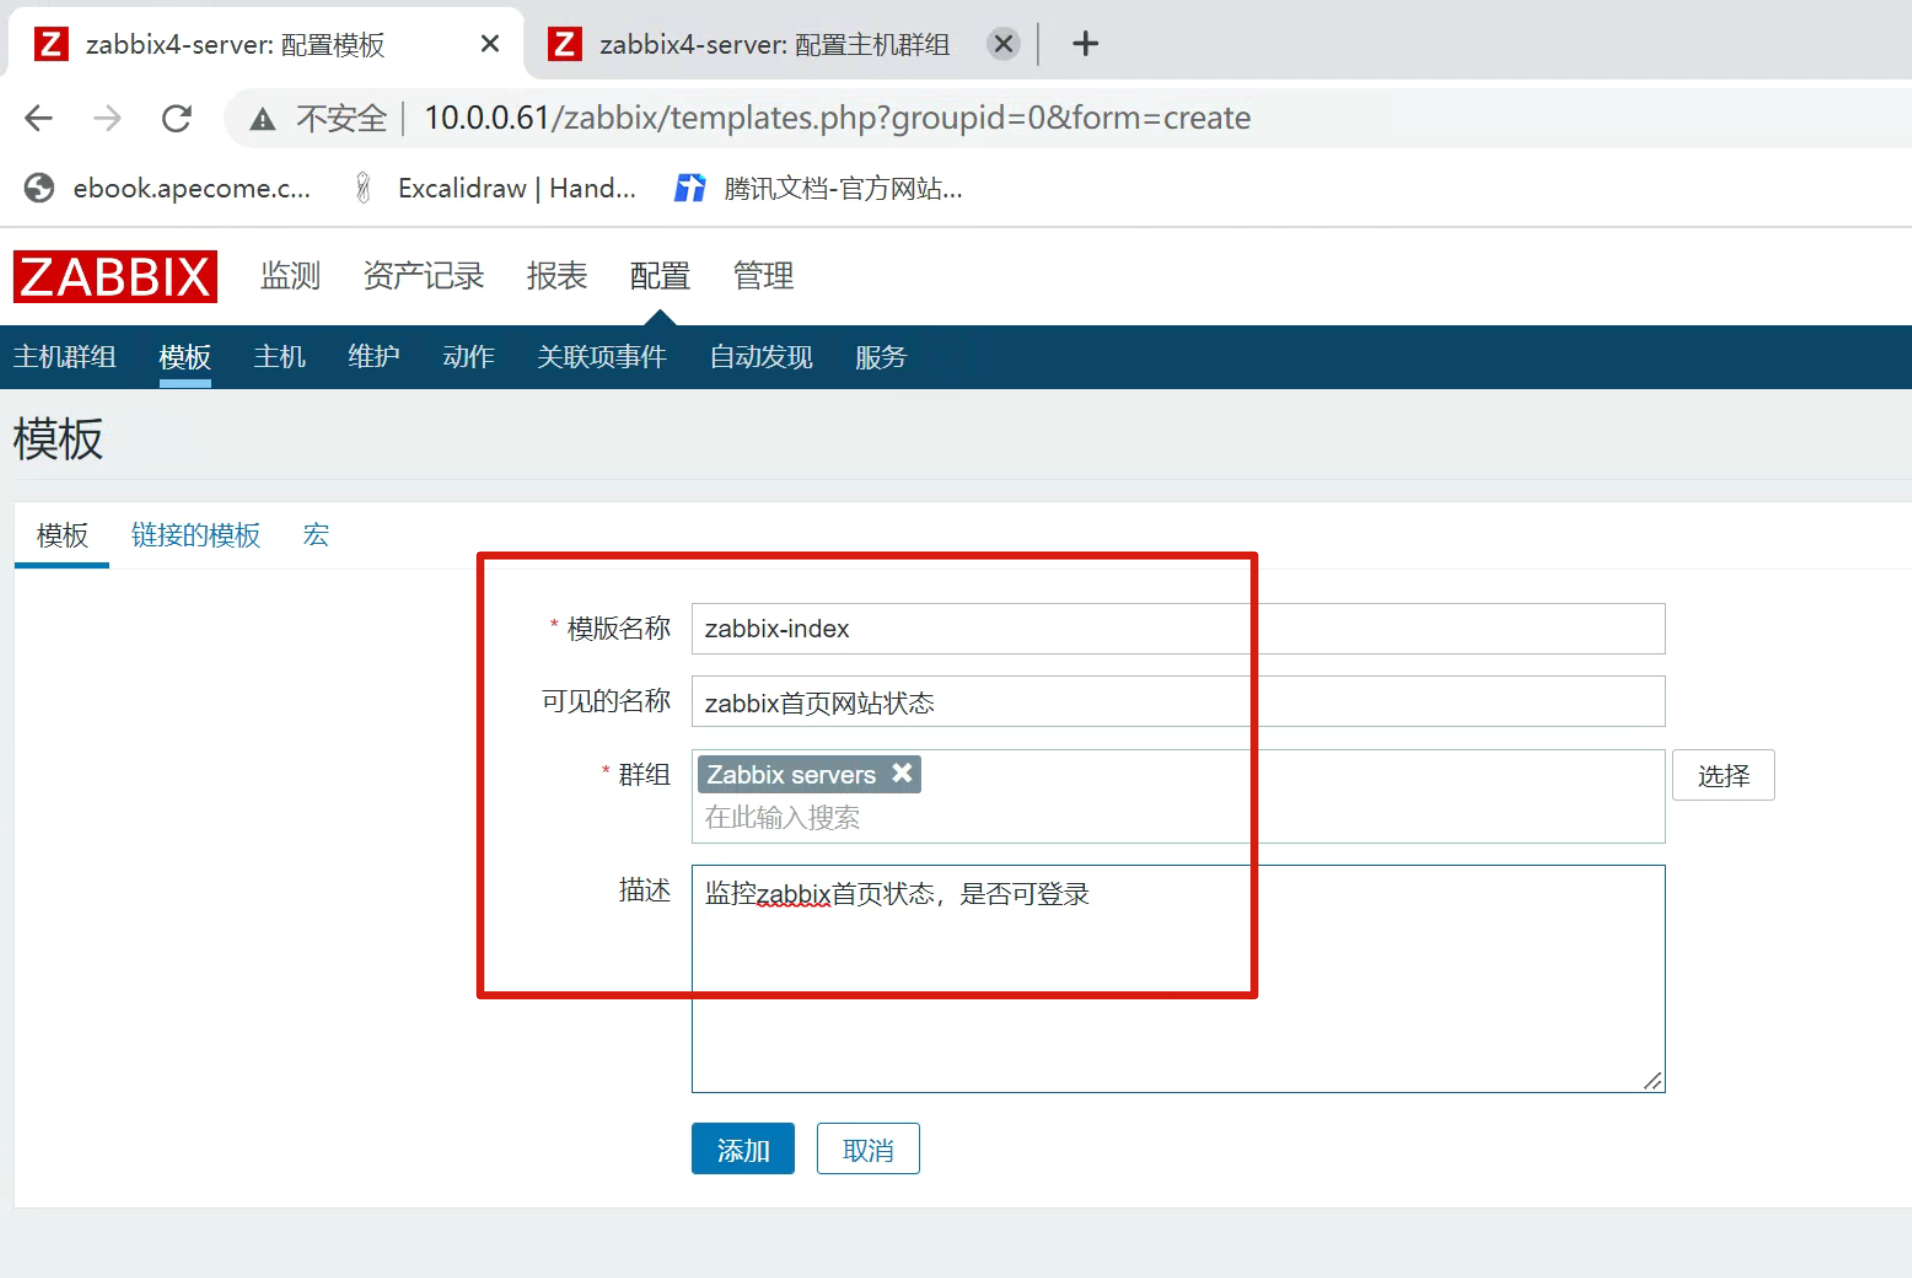 zabbix4-server: 配置模板
zabbix4-server: 配置主机群组
不安全 10.0.0.61/zabbix/templates.php?groupid=0&form=create
ebook.apecome.c... Excalidraw | Hand... 腾讯文档-官方网站...
ZABBIX 监测 资产记录 报表 配置 管理
主机群组 模板 主机 维护 动作 关联项事件 自动发现 服务
模板
模板 链接的模板 宏
* 模版名称 zabbix-index
可见的名称 zabbix首页网站状态
* 群组 Zabbix servers 选择
在此输入搜索
描述 监控zabbix首页状态，是否可登录
添加 取消